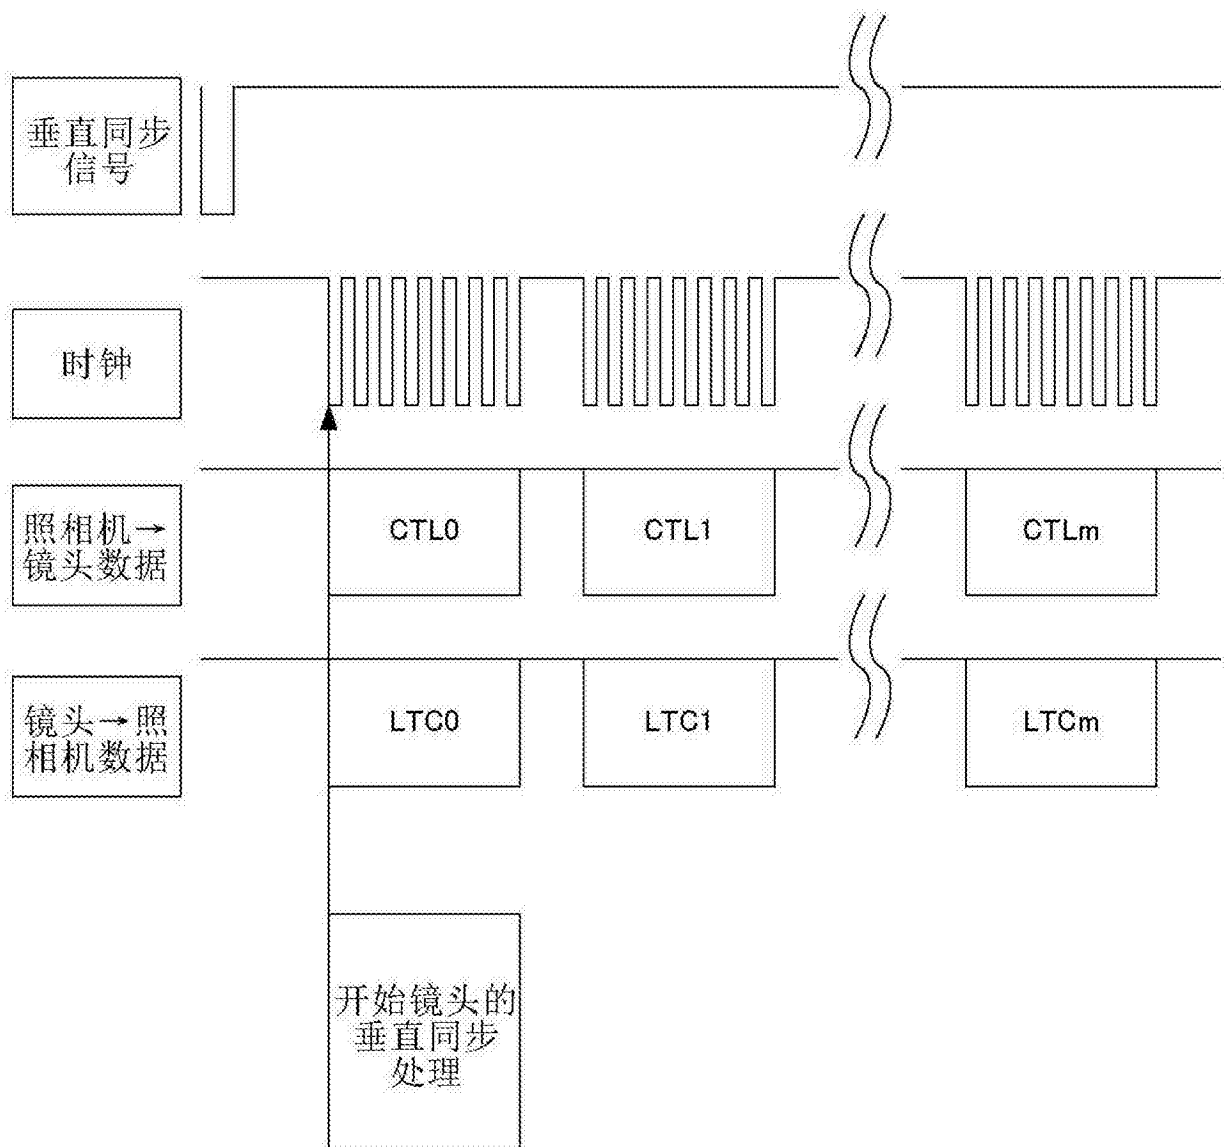 垂直同步
信号
时钟
照相机→
镜头数据
CTL0
CTL1
CTLm
镜头→照
相机数据
LTC0
LTC1
LTCm
开始镜头的
垂直同步
处理